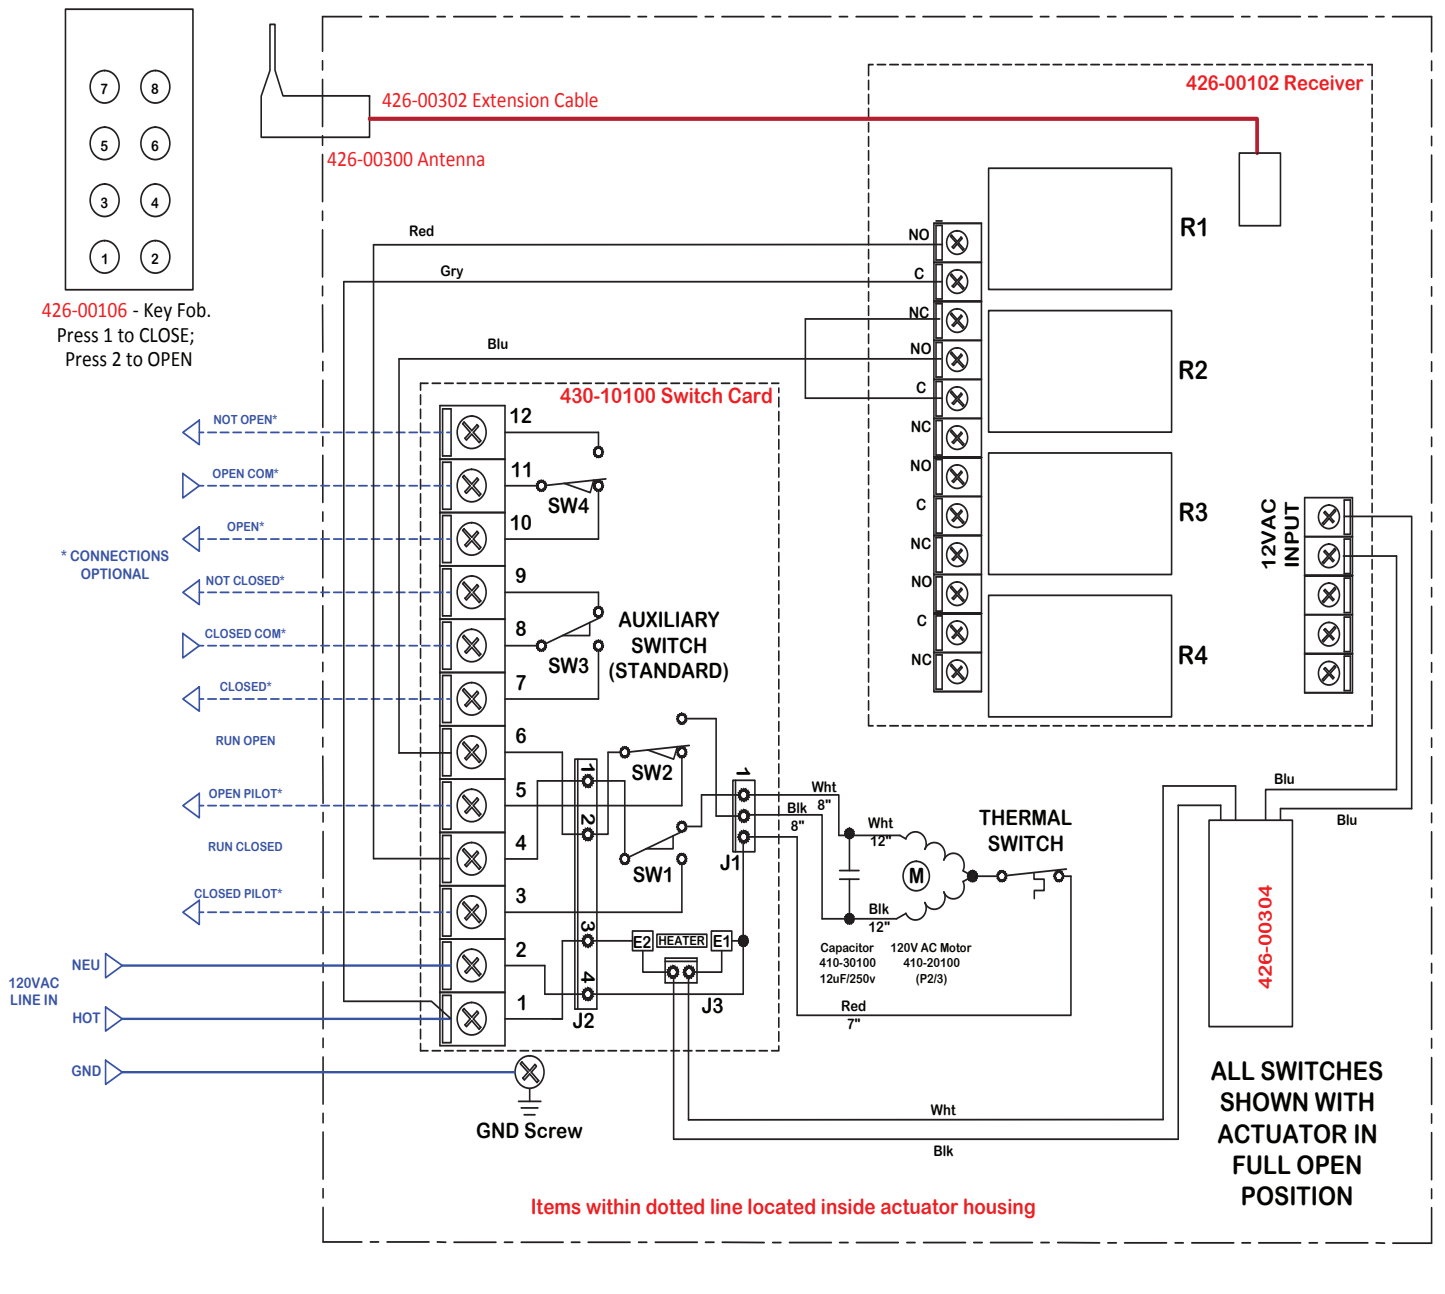 7 8
5 6
3 4
1 2
426-00106 - Key Fob.
Press 1 to CLOSE;
Press 2 to OPEN
426-00302 Extension Cable
426-00300 Antenna
426-00102 Receiver
Red
Gry
Blu
NO
C
NC
NO
C
NC
NO
C
NC
NO
C
NC
R1
R2
R3
R4
12VAC
INPUT
430-10100 Switch Card
NOT OPEN*
OPEN COM*
OPEN*
* CONNECTIONS
OPTIONAL
NOT CLOSED*
CLOSED COM*
CLOSED*
RUN OPEN
OPEN PILOT*
RUN CLOSED
CLOSED PILOT*
NEU
120VAC
LINE IN
HOT
GND
12
11
10
9
8
7
6
5
4
3
2
1
SW4
SW3
AUXILIARY
SWITCH
(STANDARD)
SW2
SW1
1
2
3
4
J2
1
J1
E2 HEATER E1
J3
Wht
8"
Blk
8"
Wht
12"
M
Blk
12"
THERMAL
SWITCH
Capacitor
410-30100
12uF/250v
120V AC Motor
410-20100
(P2/3)
Red
7"
Blu
Blu
426-00304
GND Screw
Wht
Blk
ALL SWITCHES
SHOWN WITH
ACTUATOR IN
FULL OPEN
POSITION
Items within dotted line located inside actuator housing